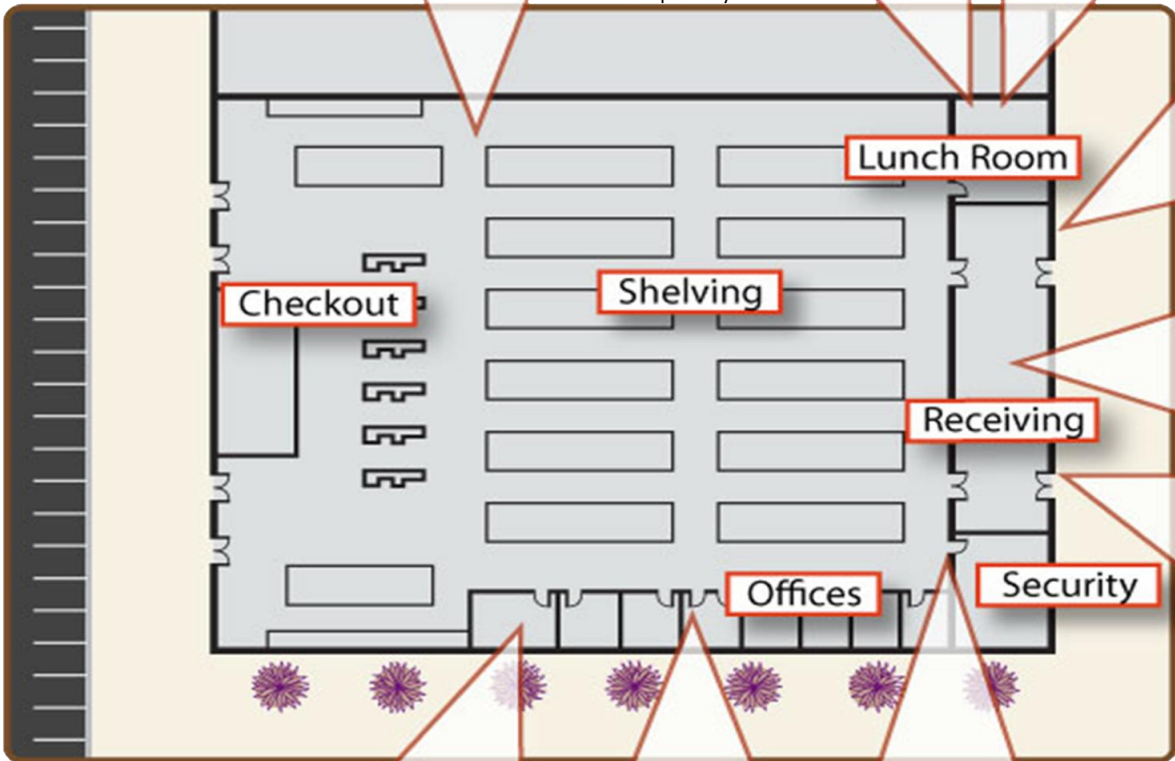 Lunch Room
Shelving
Checkout
Receiving
Security
Offices